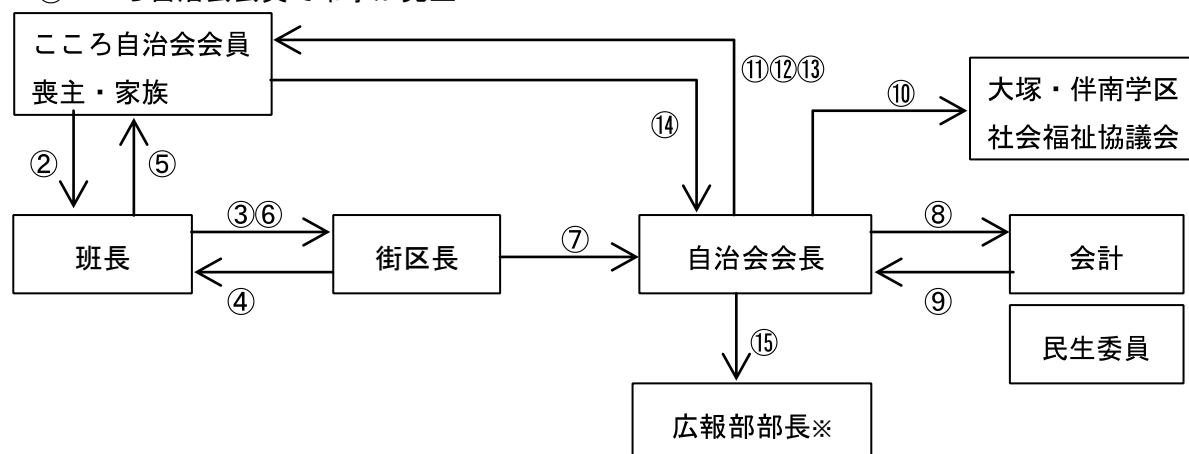 こころ自治会会員
喪主・家族
⑪⑫⑬
⑩
大塚・伴南学区
社会福祉協議会
⑭
②
⑤
班長
③⑥
④
街区長
⑦
自治会会長
⑧
⑨
会計
民生委員
⑮
広報部部長※